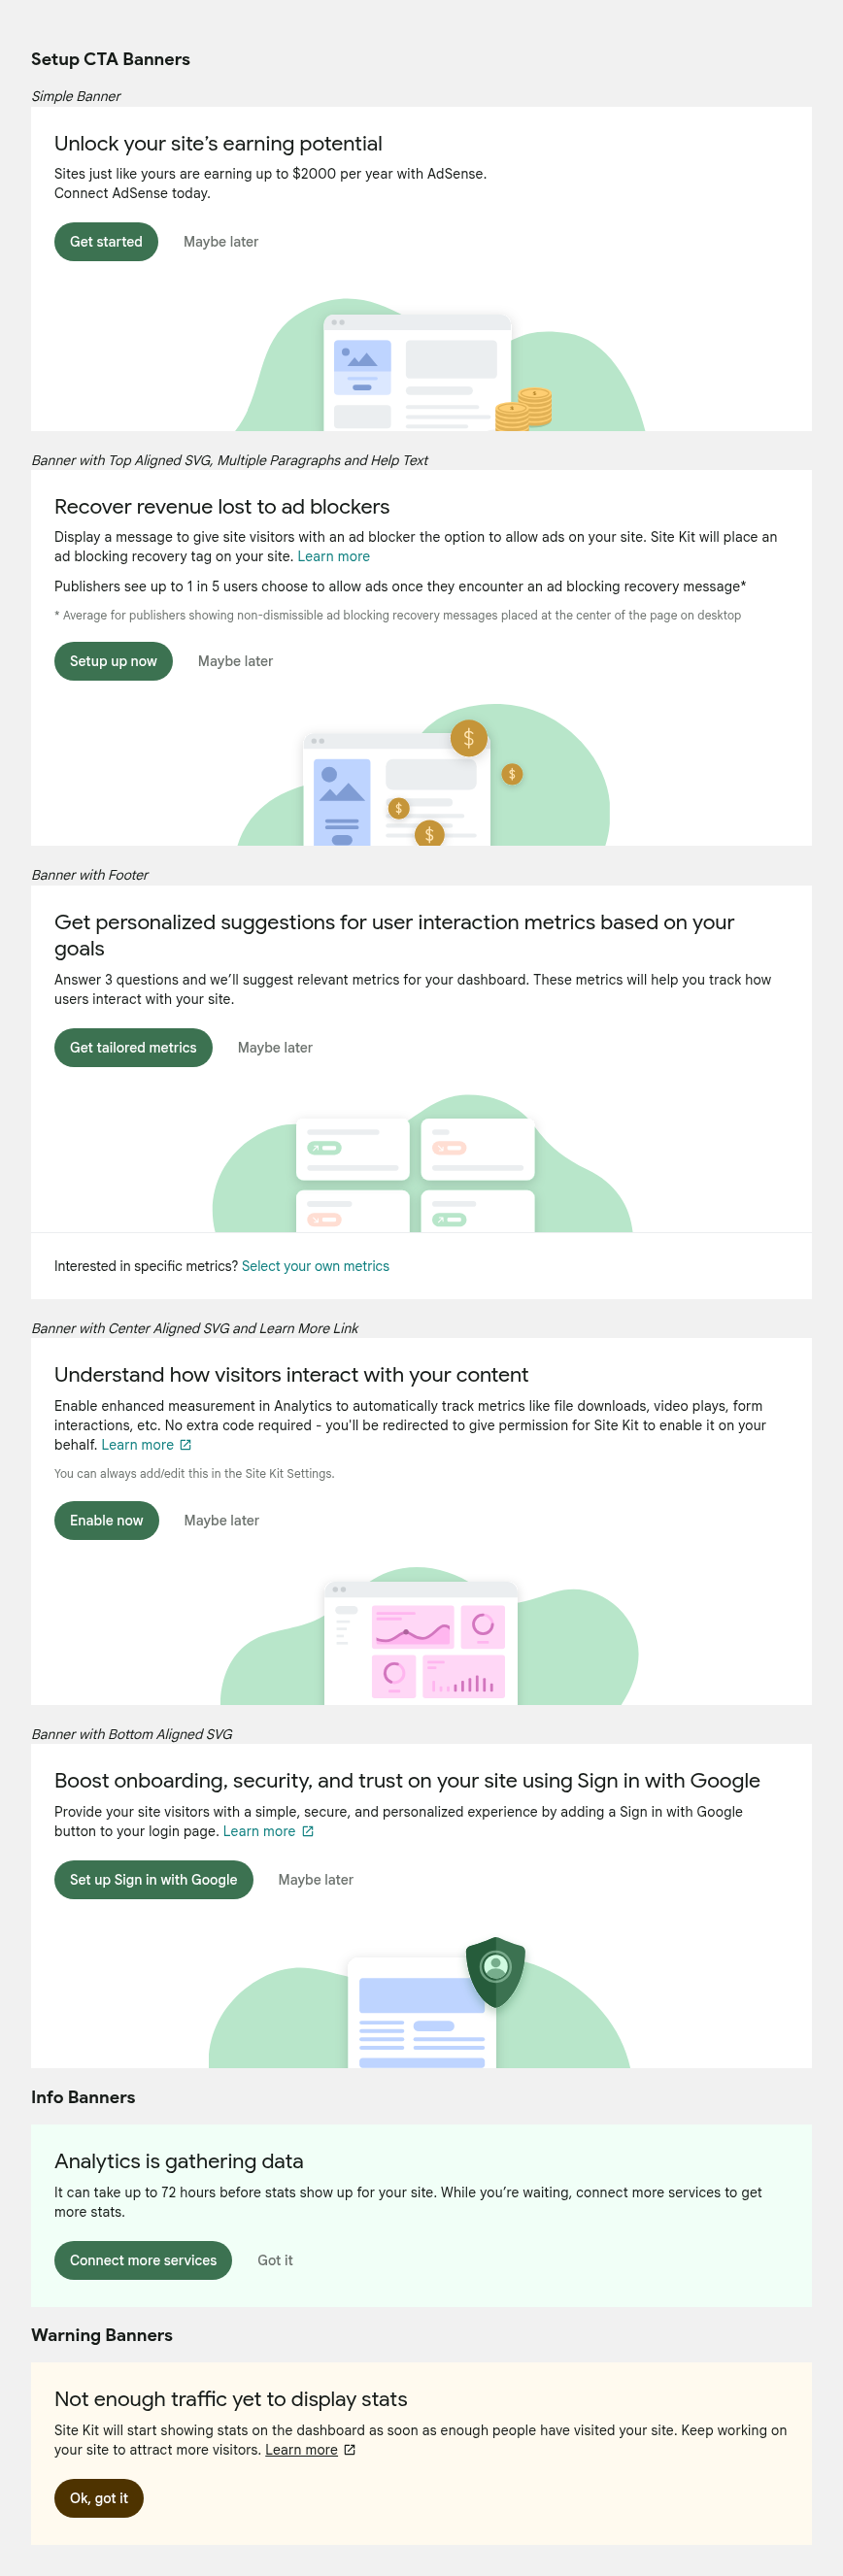 Setup CTA Banners
Simple Banner
Unlock your site’s earning potential
Sites just like yours are earning up to $2000 per year with AdSense.
Connect AdSense today.
Get started Maybe later
$
$
Banner with Top Aligned SVG, Multiple Paragraphs and Help Text
Recover revenue lost to ad blockers
Display a message to give site visitors with an ad blocker the option to allow ads on your site. Site Kit will place an
ad blocking recovery tag on your site. Learn more
Publishers see up to 1 in 5 users choose to allow ads once they encounter an ad blocking recovery message*
* Average for publishers showing non-dismissible ad blocking recovery messages placed at the center of the page on desktop
Setup up now Maybe later
$
$
$
$
Banner with Footer
Get personalized suggestions for user interaction metrics based on your
goals
Answer 3 questions and we’ll suggest relevant metrics for your dashboard. These metrics will help you track how
users interact with your site.
Get tailored metrics Maybe later
Interested in specific metrics? Select your own metrics
Banner with Center Aligned SVG and Learn More Link
Understand how visitors interact with your content
Enable enhanced measurement in Analytics to automatically track metrics like file downloads, video plays, form
interactions, etc. No extra code required - you'll be redirected to give permission for Site Kit to enable it on your
behalf. Learn more
You can always add/edit this in the Site Kit Settings.
Enable now Maybe later
Banner with Bottom Aligned SVG
Boost onboarding, security, and trust on your site using Sign in with Google
Provide your site visitors with a simple, secure, and personalized experience by adding a Sign in with Google
button to your login page. Learn more
Set up Sign in with Google Maybe later
Info Banners
Analytics is gathering data
It can take up to 72 hours before stats show up for your site. While you’re waiting, connect more services to get
more stats.
Connect more services Got it
Warning Banners
Not enough traffic yet to display stats
Site Kit will start showing stats on the dashboard as soon as enough people have visited your site. Keep working on
your site to attract more visitors. Learn more
Ok, got it